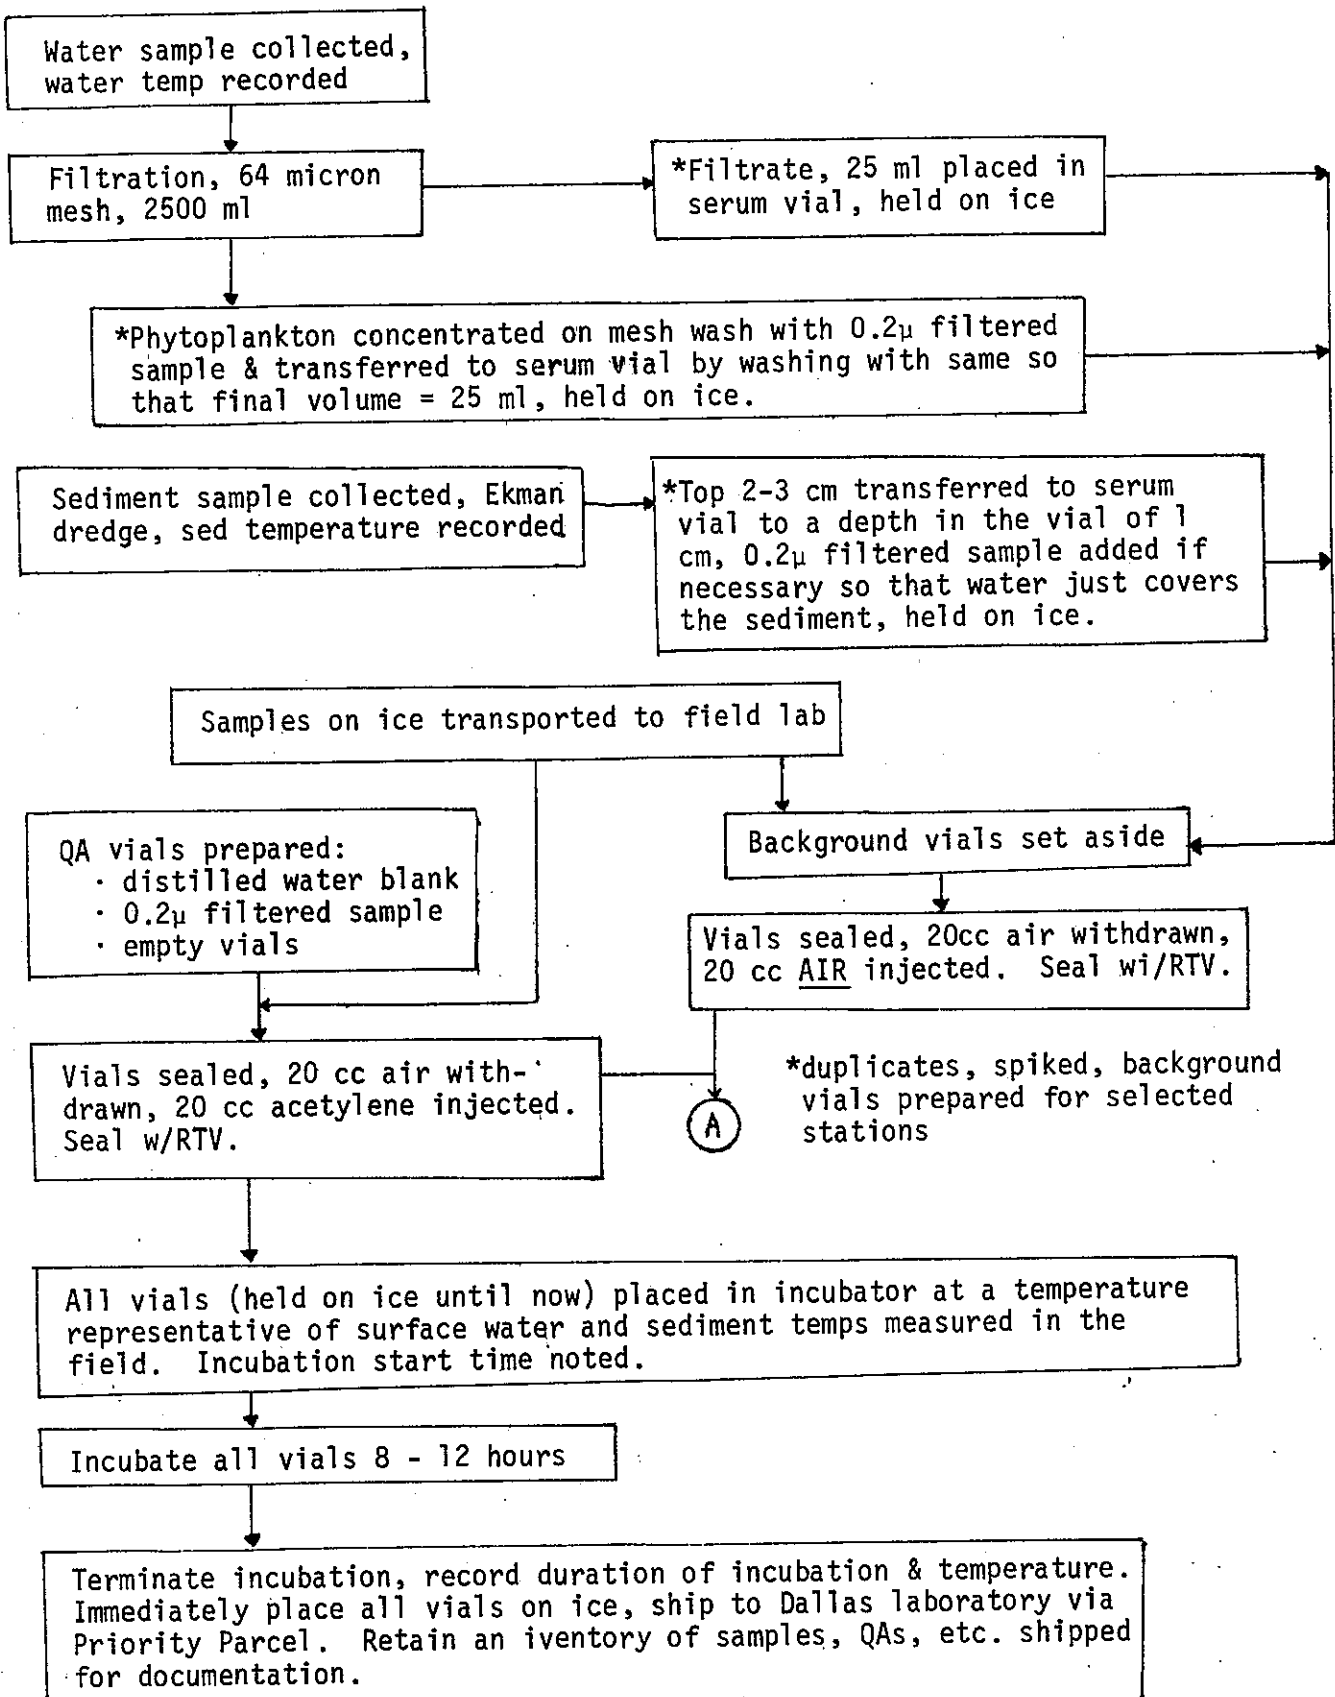 Water sample collected,
water temp recorded
Filtration, 64 micron
mesh, 2500 ml
*Filtrate, 25 ml placed in
serum vial, held on ice
*Phytoplankton concentrated on mesh wash with 0.2μ filtered
sample & transferred to serum vial by washing with same so
that final volume = 25 ml, held on ice.
Sediment sample collected, Ekman
dredge, sed temperature recorded
*Top 2-3 cm transferred to serum
vial to a depth in the vial of 1
cm, 0.2μ filtered sample added if
necessary so that water just covers
the sediment, held on ice.
Samples on ice transported to field lab
QA vials prepared:
· distilled water blank
· 0.2μ filtered sample
· empty vials
Background vials set aside
Vials sealed, 20cc air withdrawn,
20 cc AIR injected. Seal wi/RTV.
Vials sealed, 20 cc air with-
drawn, 20 cc acetylene injected.
Seal w/RTV.
A
*duplicates, spiked, background
vials prepared for selected
stations
All vials (held on ice until now) placed in incubator at a temperature
representative of surface water and sediment temps measured in the
field. Incubation start time noted.
Incubate all vials 8 - 12 hours
Terminate incubation, record duration of incubation & temperature.
Immediately place all vials on ice, ship to Dallas laboratory via
Priority Parcel. Retain an iventory of samples, QAs, etc. shipped
for documentation.